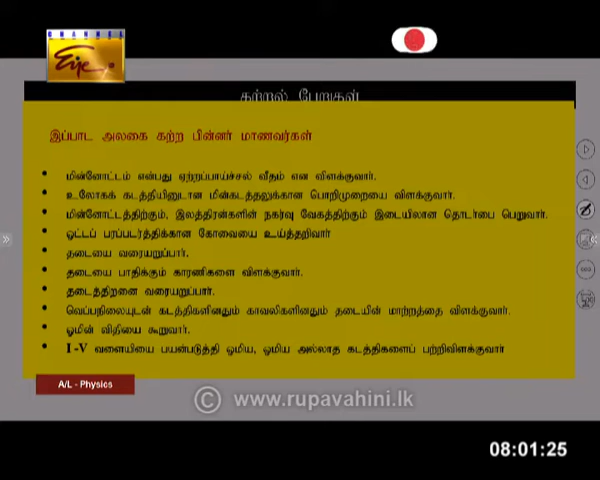 CHANNEL
Eye
கற்றல் பேறுகள்
இப்பாட அலகை கற்ற பின்னர் மாணவர்கள்
• மின்னோட்டம் என்பது ஏற்றப்பாய்ச்சல் வீதம் என விளக்குவார்.
• உலோகக் கடத்தியினுடான மின்கடத்தலுக்கான பொறிமுறையை விளக்குவார்.
• மின்னோட்டத்திற்கும், இலத்திரன்களின் நகர்வு வேகத்திற்கும் இடையிலான தொடர்பை பெறுவார்.
• ஒட்டப் பரப்படர்த்திக்கான கோவையை உய்த்தறிவார்
• தடையை வரையறுப்பார்.
• தடையை பாதிக்கும் காரணிகளை விளக்குவார்.
• தடைத்திறனை வரையறுப்பார்.
• வெப்பநிலையுடன் கடத்திகளினதும் காவலிகளினதும் தடையின் மாற்றத்தை விளக்குவார்.
• ஓமின் விதியை கூறுவார்.
• I-V வளையியை பயன்படுத்தி ஓமிய, ஓமிய அல்லாத கடத்திகளைப் பற்றிவிளக்குவார்
A/L - Physics
© www.rupavahini.lk
08:01:25